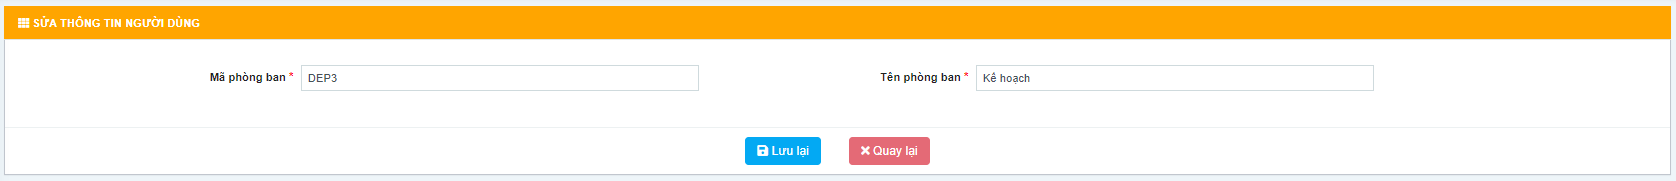 SỬA THÔNG TIN NGƯỜI DÙNG
Mã phòng ban * DEP3 Tên phòng ban * Kế hoạch
Lưu lại Quay lại